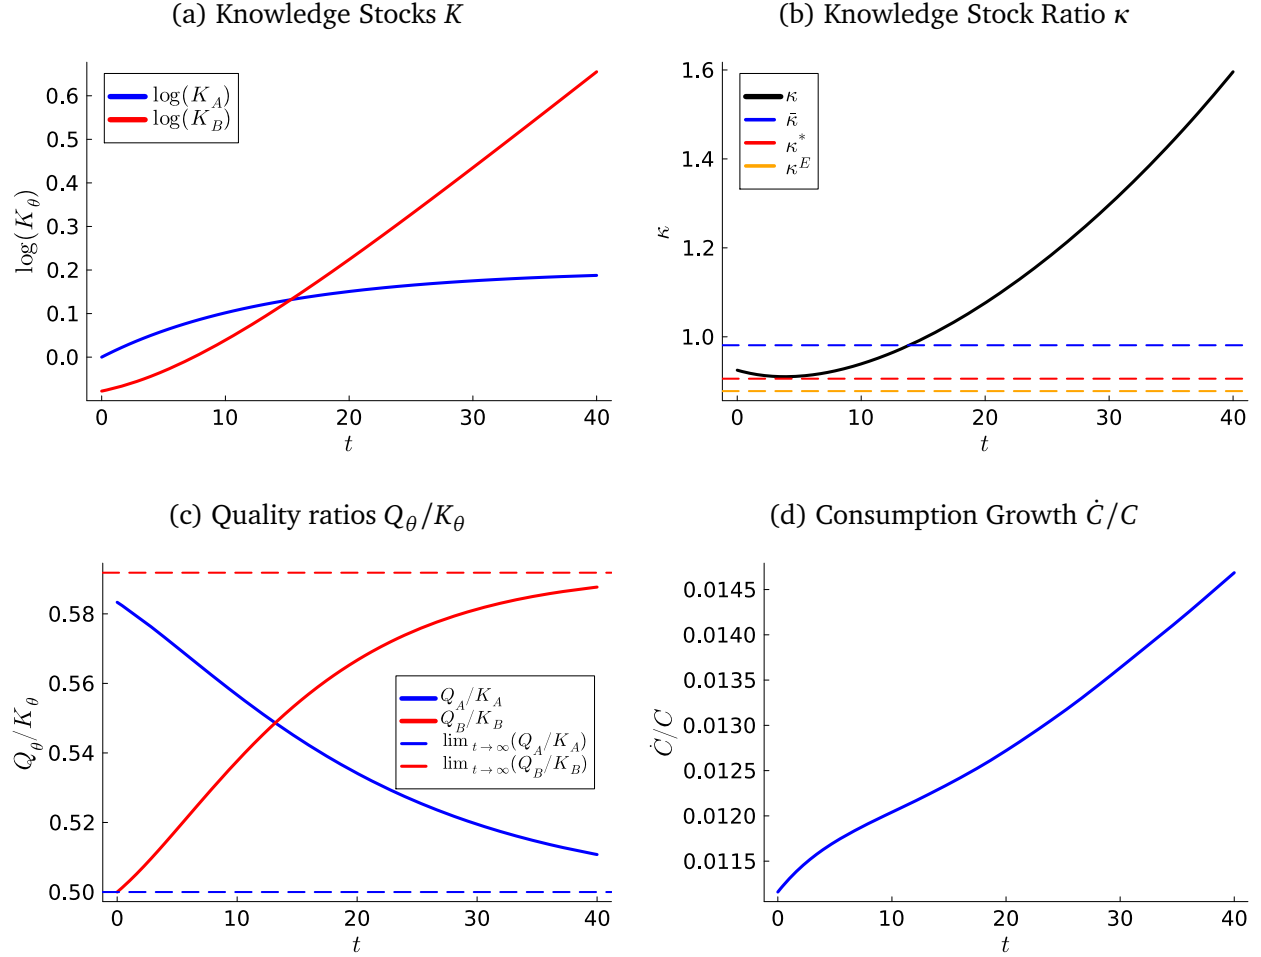 (a) Knowledge Stocks K
log(K_A)
log(K_B)
log(K_θ)
0.6
0.5
0.4
0.3
0.2
0.1
0.0
0 10 20 30 40
t
(b) Knowledge Stock Ratio κ
κ
κ̄
κ*
κ^E
κ
1.6
1.4
1.2
1.0
0 10 20 30 40
t
(c) Quality ratios Q_θ/K_θ
Q_A/K_A
Q_B/K_B
lim_{t→∞}(Q_A/K_A)
lim_{t→∞}(Q_B/K_B)
Q_θ/K_θ
0.58
0.56
0.54
0.52
0.50
0 10 20 30 40
t
(d) Consumption Growth Ċ/C
Ċ/C
0.0145
0.0140
0.0135
0.0130
0.0125
0.0120
0.0115
0 10 20 30 40
t